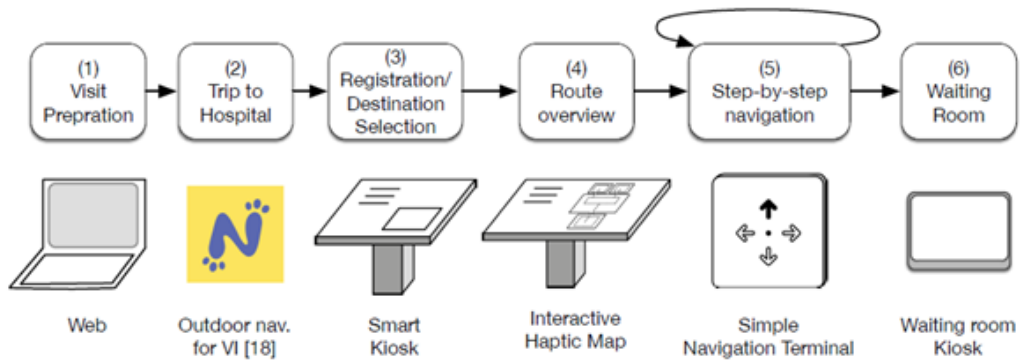 (1)
Visit
Prepration
(2)
Trip to
Hospital
(3)
Registration/
Destination
Selection
(4)
Route
overview
(5)
Step-by-step
navigation
(6)
Waiting
Room
Web
Outdoor nav.
for VI [18]
Smart
Kiosk
Interactive
Haptic Map
Simple
Navigation Terminal
Waiting room
Kiosk